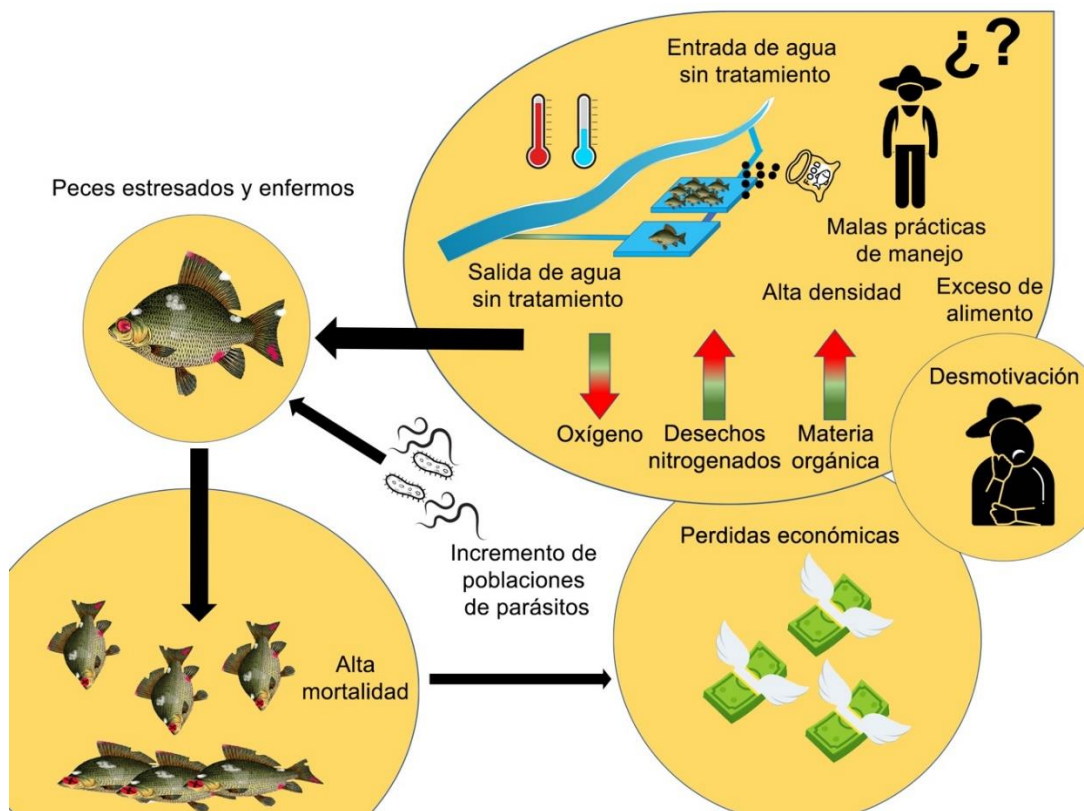 Entrada de agua
sin tratamiento
¿?
Peces estresados y enfermos
Malas prácticas
de manejo
Salida de agua
sin tratamiento
Alta densidad
Exceso de
alimento
Desmotivación
Oxígeno
Desechos
nitrogenados
Materia
orgánica
Incremento de
poblaciones
de parásitos
Perdidas económicas
Alta
mortalidad